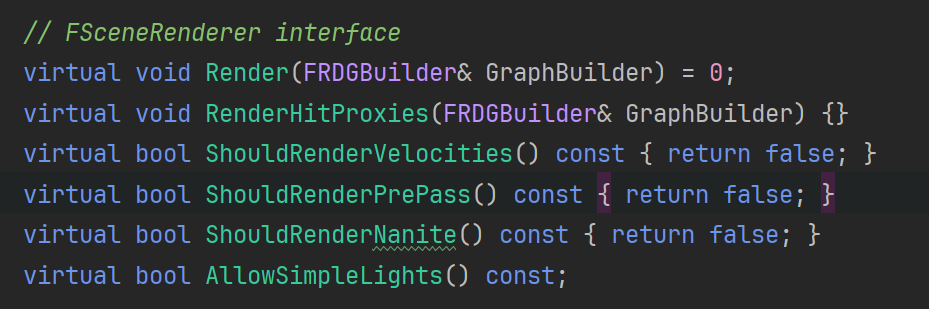 // FSceneRenderer interface
virtual void Render(FRDGBuilder& GraphBuilder) = 0;
virtual void RenderHitProxies(FRDGBuilder& GraphBuilder) {}
virtual bool ShouldRenderVelocities() const { return false; }
virtual bool ShouldRenderPrePass() const { return false; }
virtual bool ShouldRenderNanite() const { return false; }
virtual bool AllowSimpleLights() const;